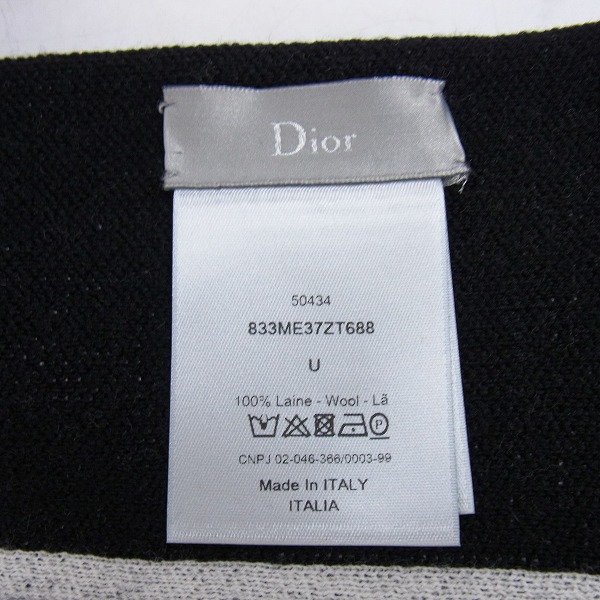 Dior
50434
833ME37ZT688
U
100% Laine - Wool - Lã
P
CNPJ 02-046-366/0003-99
Made In ITALY
ITALIA